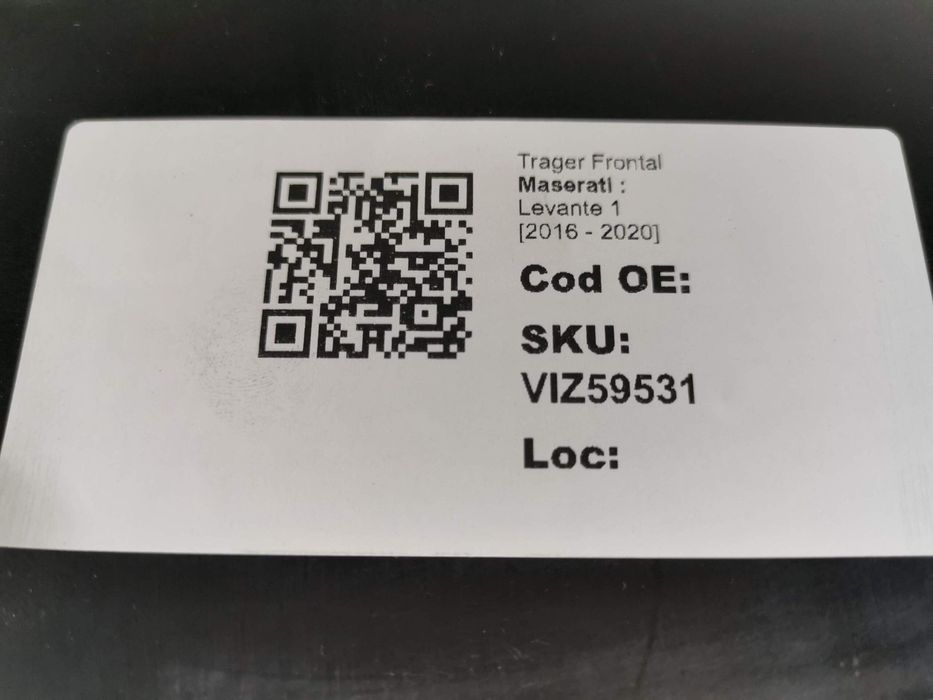 Trager Frontal
Maserati :
Levante 1
[2016 - 2020]
Cod OE:
SKU:
VIZ59531
Loc: